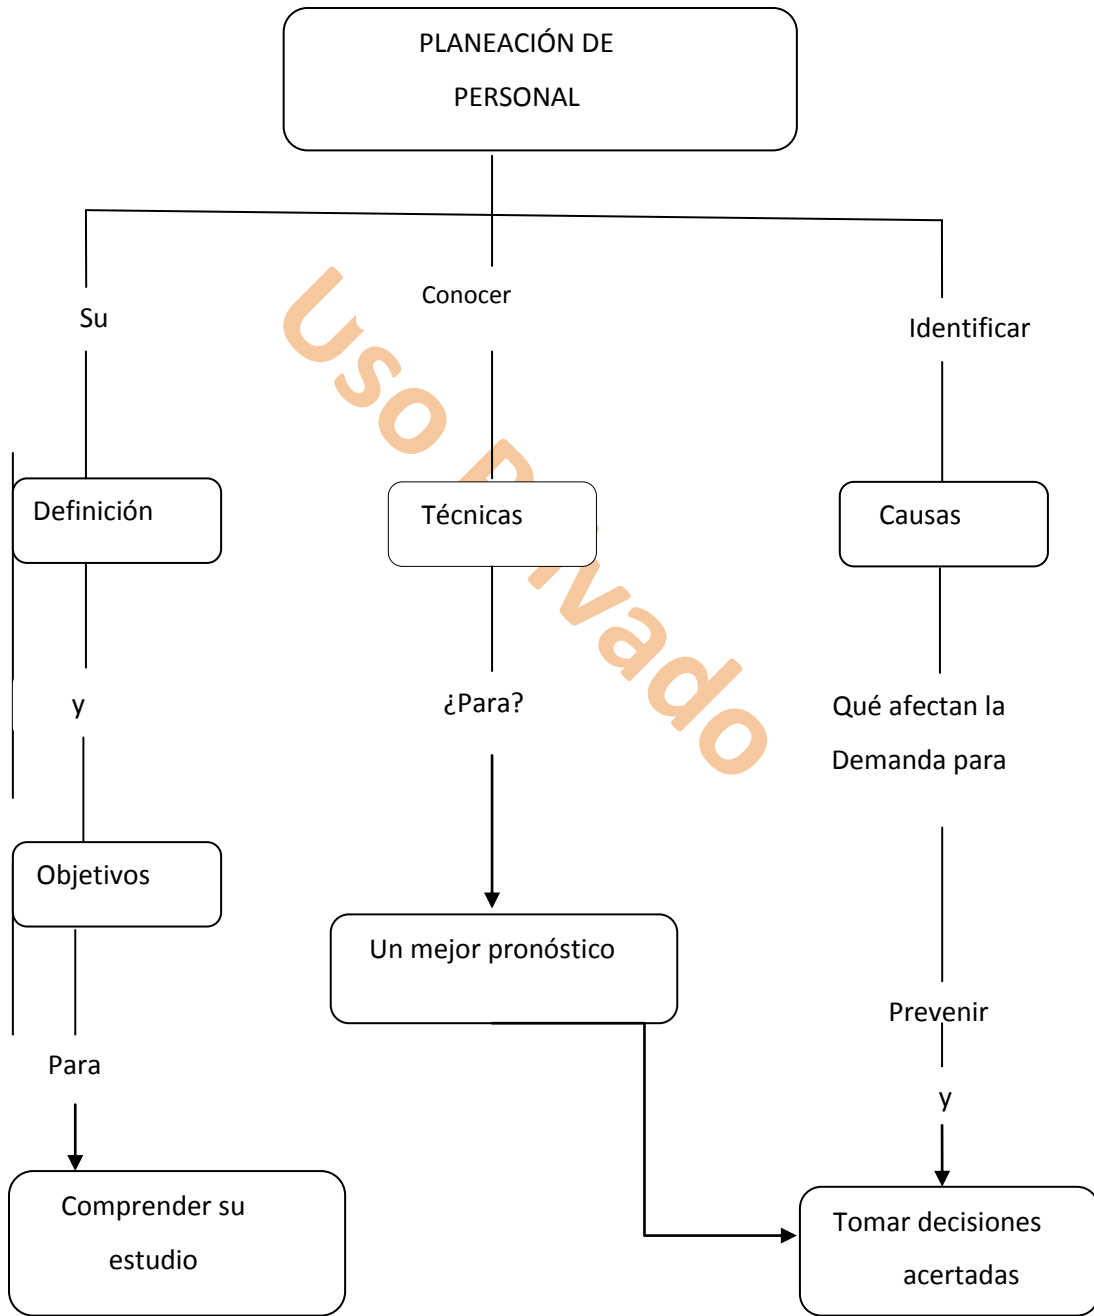 PLANEACIÓN DE
PERSONAL
Su
Conocer
Identificar
Definición
Técnicas
Causas
y
¿Para?
Qué afectan la
Demanda para
Objetivos
Un mejor pronóstico
Prevenir
Para
y
Comprender su
estudio
Tomar decisiones
acertadas
Uso Privado